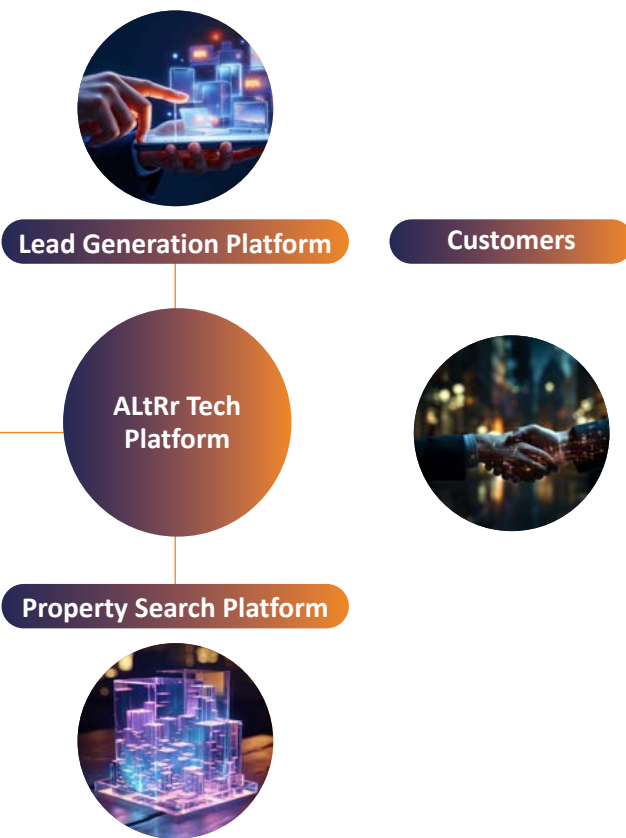 Lead Generation Platform
Customers
ALtRr Tech
Platform
Property Search Platform